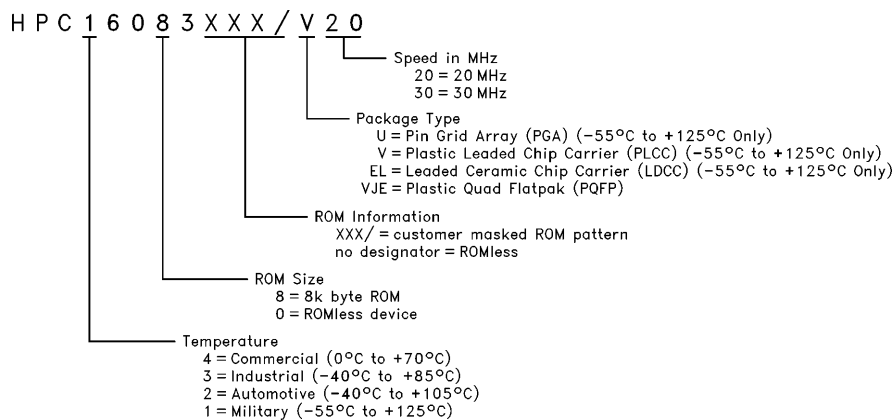 HPC16083XXX/V20
Speed in MHz
20 = 20 MHz
30 = 30 MHz
Package Type
U = Pin Grid Array (PGA) (−55°C to +125°C Only)
V = Plastic Leaded Chip Carrier (PLCC) (−55°C to +125°C Only)
EL = Leaded Ceramic Chip Carrier (LDCC) (−55°C to +125°C Only)
VJE = Plastic Quad Flatpak (PQFP)
ROM Information
XXX/ = customer masked ROM pattern
no designator = ROMless
ROM Size
8 = 8k byte ROM
0 = ROMless device
Temperature
4 = Commercial (0°C to +70°C)
3 = Industrial (−40°C to +85°C)
2 = Automotive (−40°C to +105°C)
1 = Military (−55°C to +125°C)